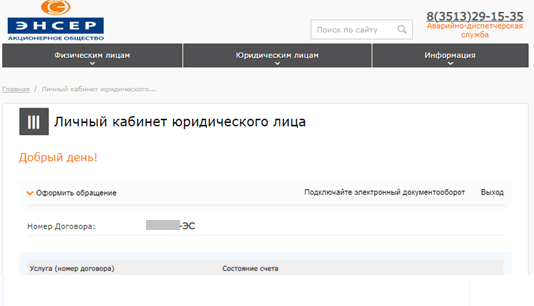 ЭНСЕР
АКЦИОНЕРНОЕ ОБЩЕСТВО
Поиск по сайту
8(3513)29-15-35
Аварийно-диспетчерская
служба
Физическим лицам
Юридическим лицам
Информация
Главная / Личный кабинет юридического...
Личный кабинет юридического лица
Добрый день!
Оформить обращение
Подключайте электронный документооборот
Выход
Номер Договора:
-ЭС
Услуга (номер договора)
Состояние счета